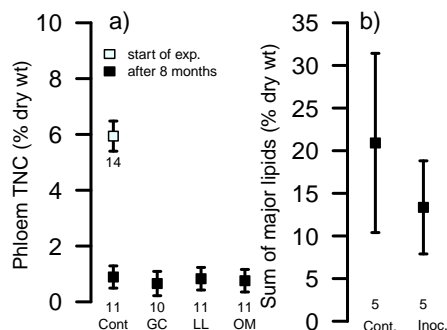 a)
start of exp.
after 8 months
Phloem TNC (% dry wt)
10
8
6
4
2
0
14
11 10 11 11
Cont GC LL OM
b)
Sum of major lipids (% dry wt)
35
30
25
20
15
10
5
0
5 5
Cont. Inoc.